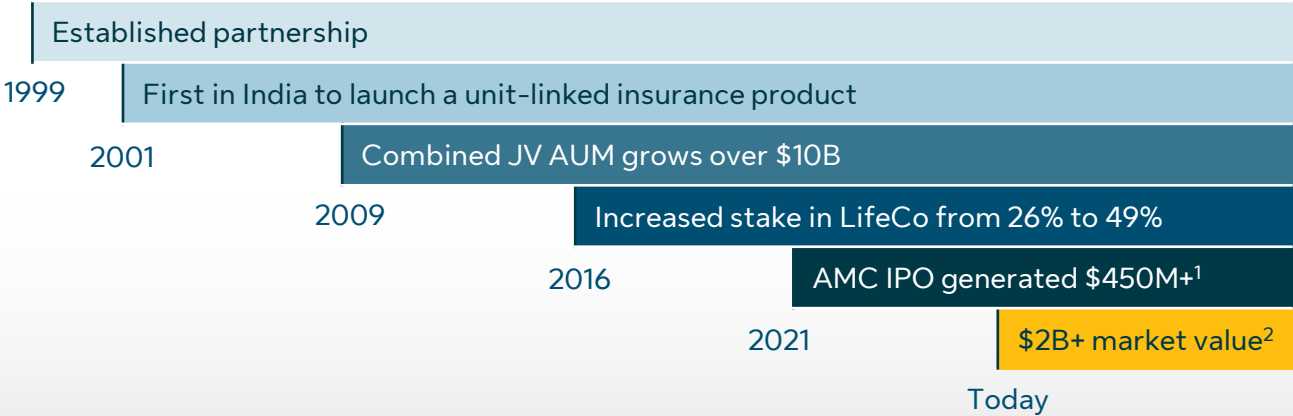 Established partnership
1999
First in India to launch a unit-linked insurance product
2001
Combined JV AUM grows over $10B
2009
Increased stake in LifeCo from 26% to 49%
2016
AMC IPO generated $450M+¹
2021
$2B+ market value²
Today